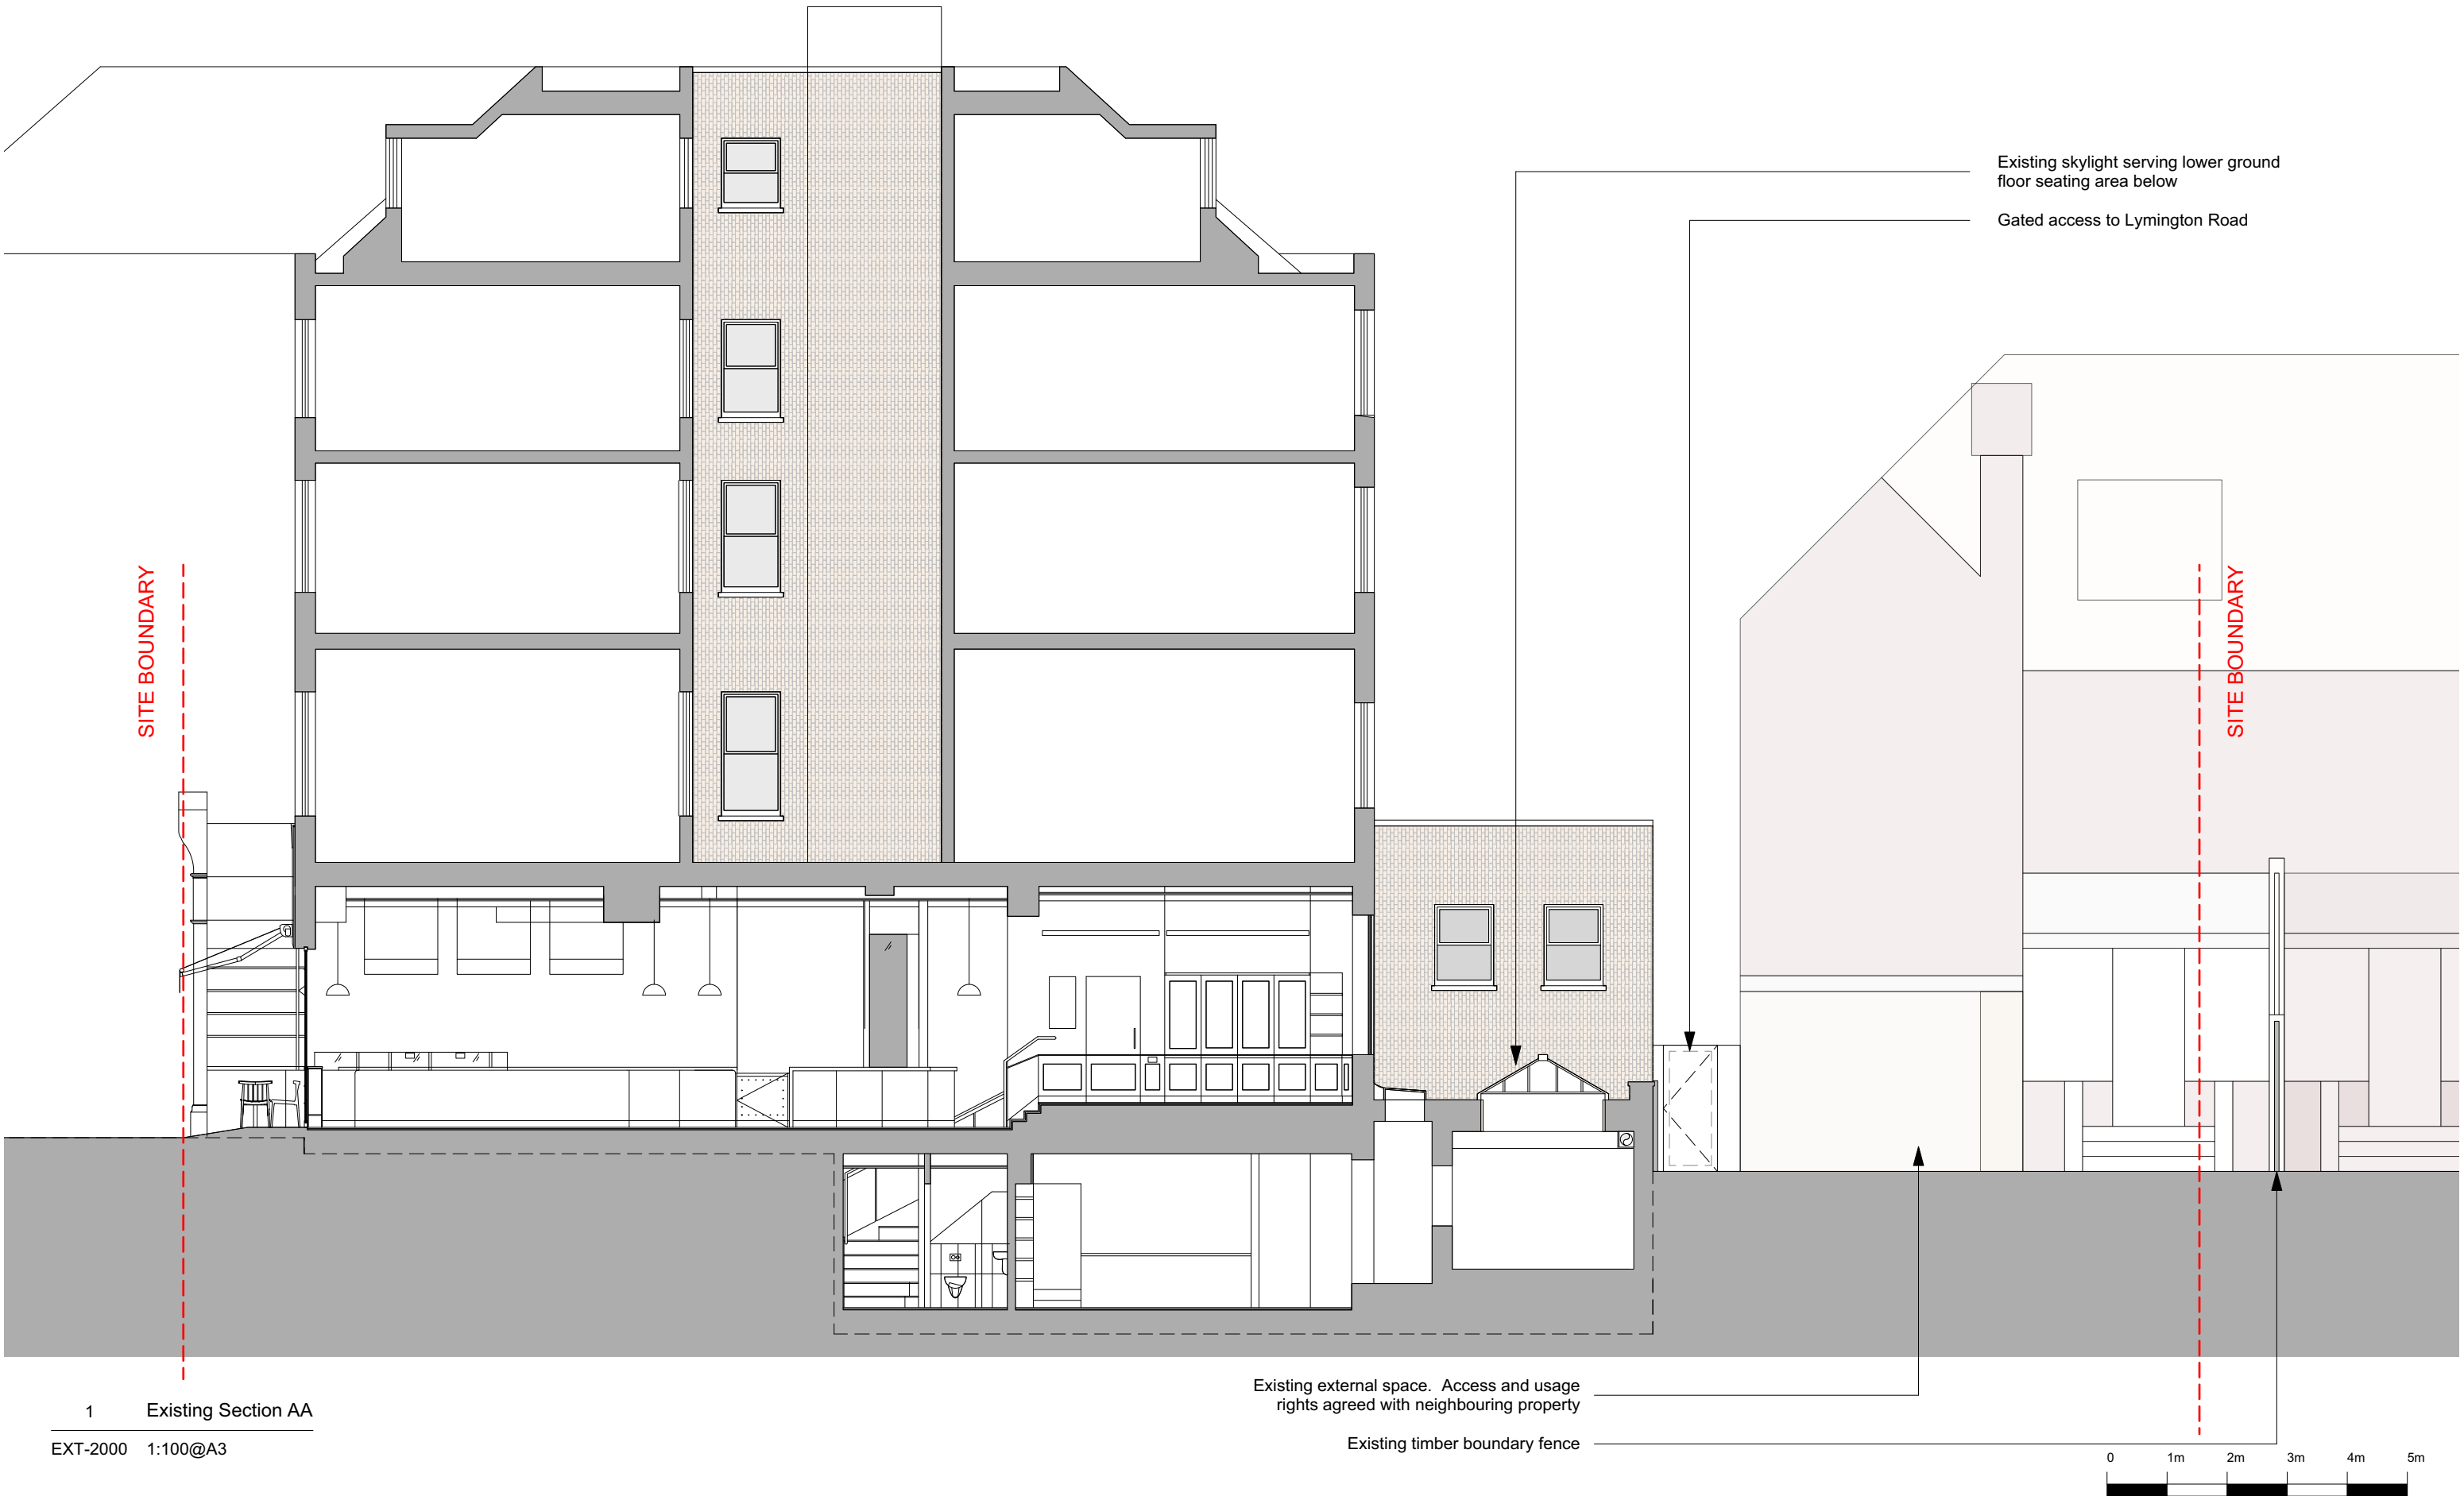 Existing skylight serving lower ground
floor seating area below
Gated access to Lymington Road
SITE BOUNDARY
SITE BOUNDARY
Existing external space. Access and usage
rights agreed with neighbouring property
Existing timber boundary fence
1 Existing Section AA
EXT-2000 1:100@A3
0 1m 2m 3m 4m 5m